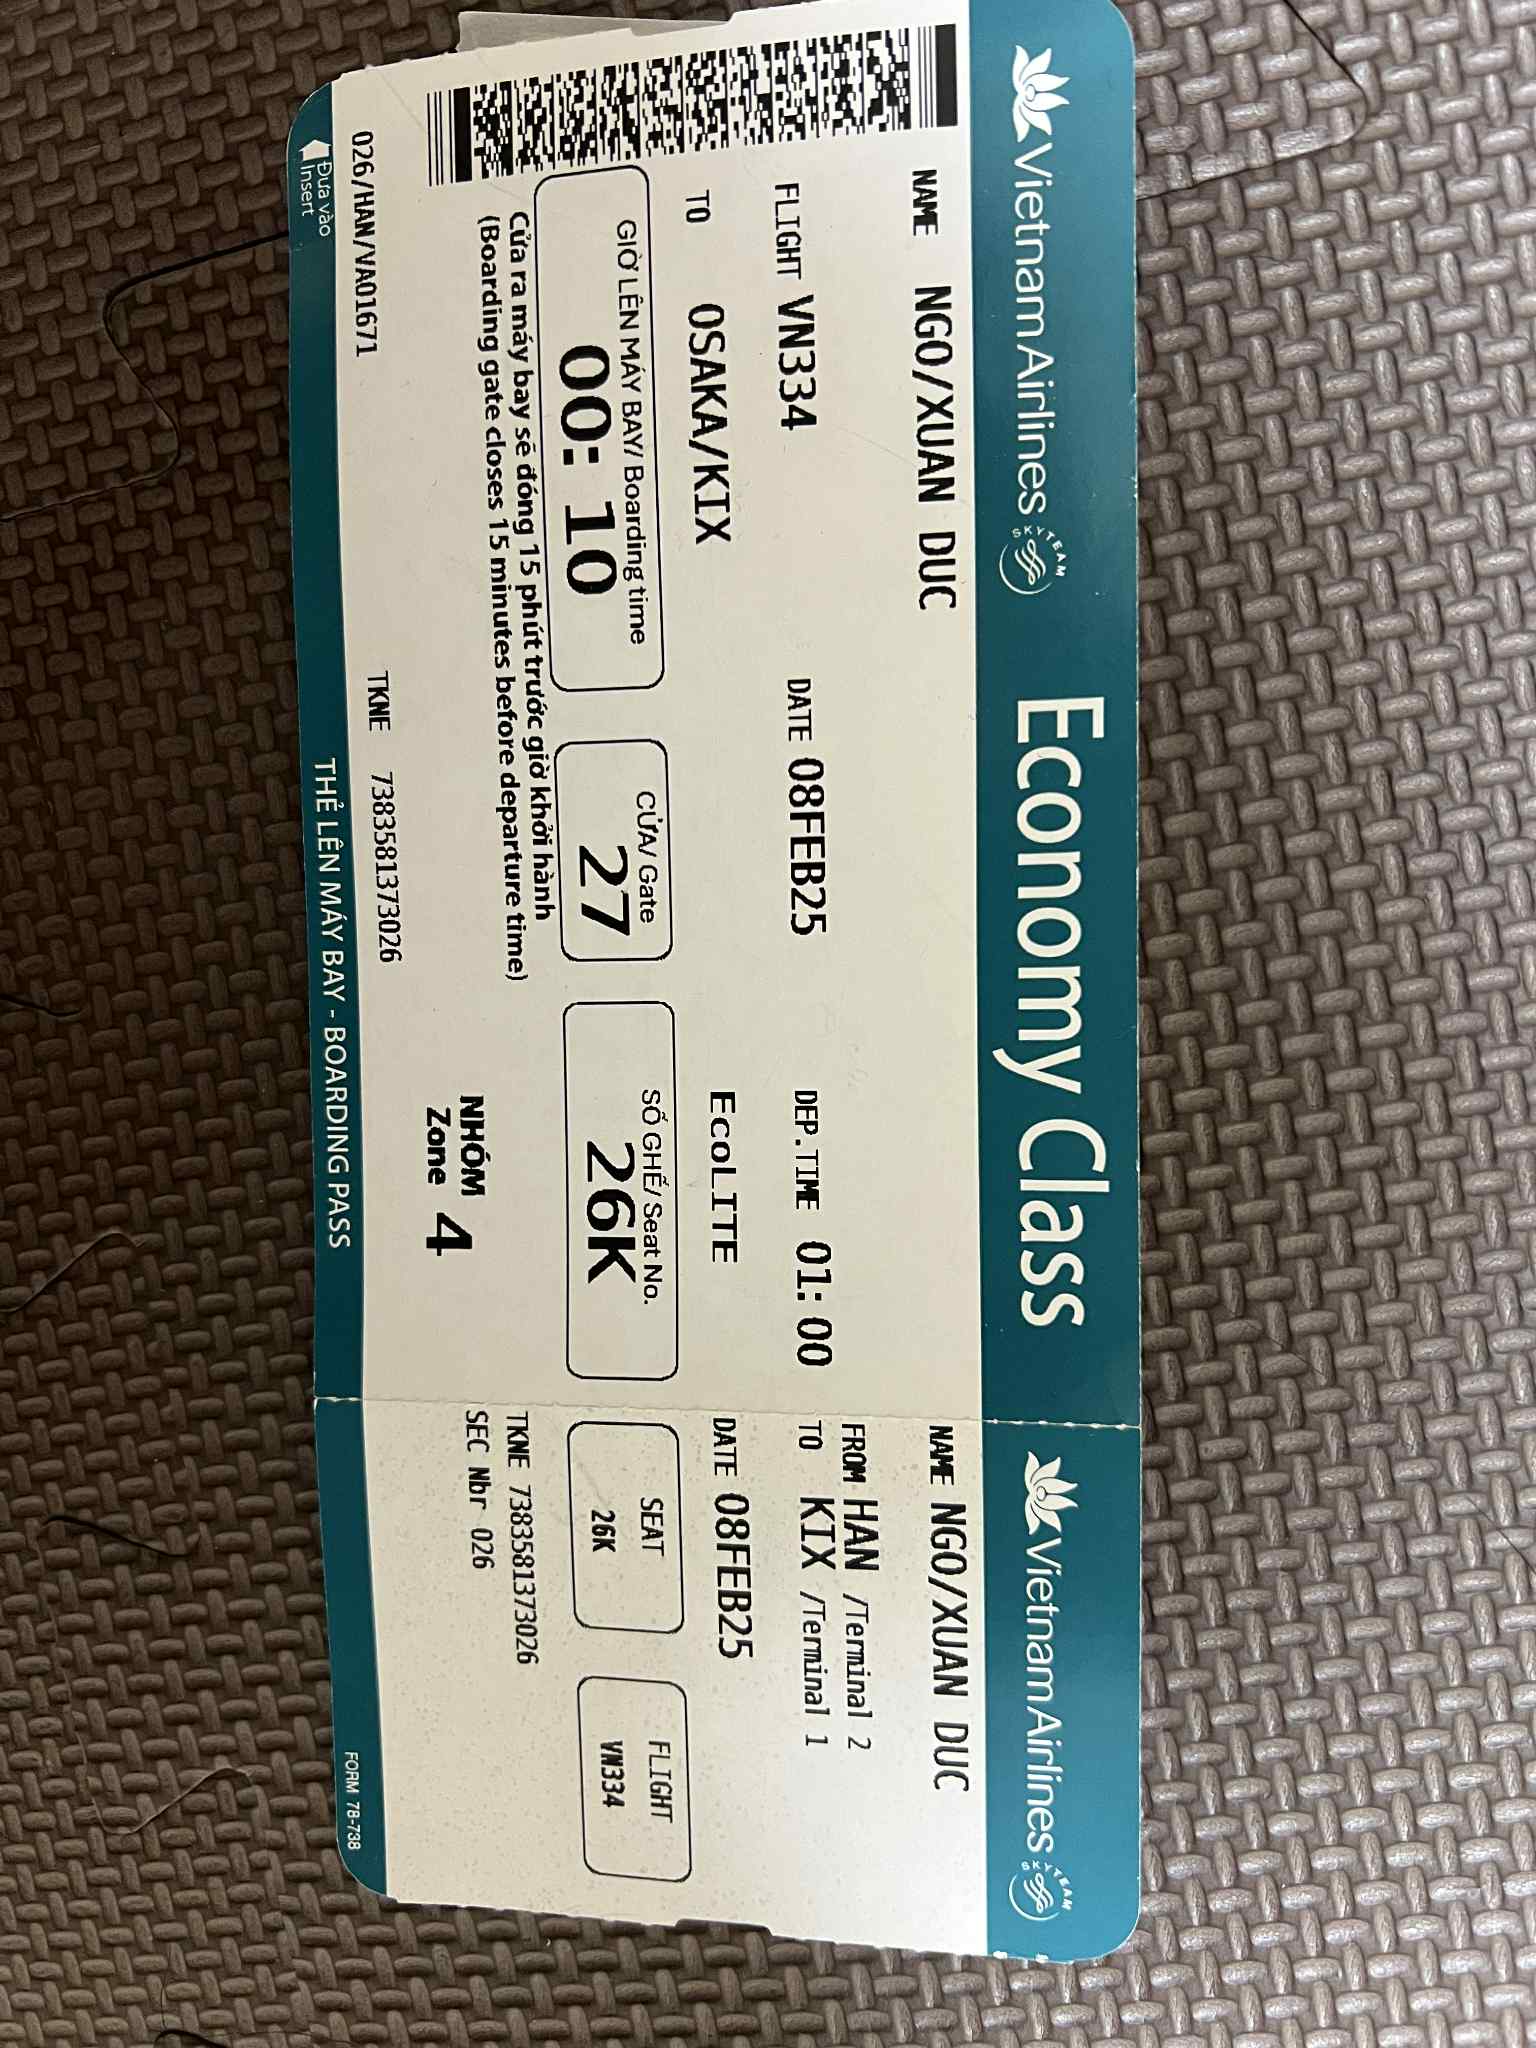 Vietnam Airlines SKYTEAM Economy Class
NAME NGO/XUAN DUC
FLIGHT VN334 DATE 08FEB25 DEP.TIME 01:00
TO OSAKA/KIX EcoLITE
GIỜ LÊN MÁY BAY/ Boarding time
00:10
CỬA/ Gate
27
SỐ GHẾ/ Seat No.
26K
Cửa ra máy bay sẽ đóng 15 phút trước giờ khởi hành
(Boarding gate closes 15 minutes before departure time)
NHÓM
Zone 4
026/HAN/VA01671 TKNE 7383581373026
Đưa vào
Insert
THẺ LÊN MÁY BAY - BOARDING PASS
Vietnam Airlines SKYTEAM
NAME NGO/XUAN DUC
FROM HAN /Terminal 2
TO KIX /Terminal 1
DATE 08FEB25
SEAT
26K
FLIGHT
VN334
TKNE 7383581373026
SEC Nbr 026
FORM 78-738